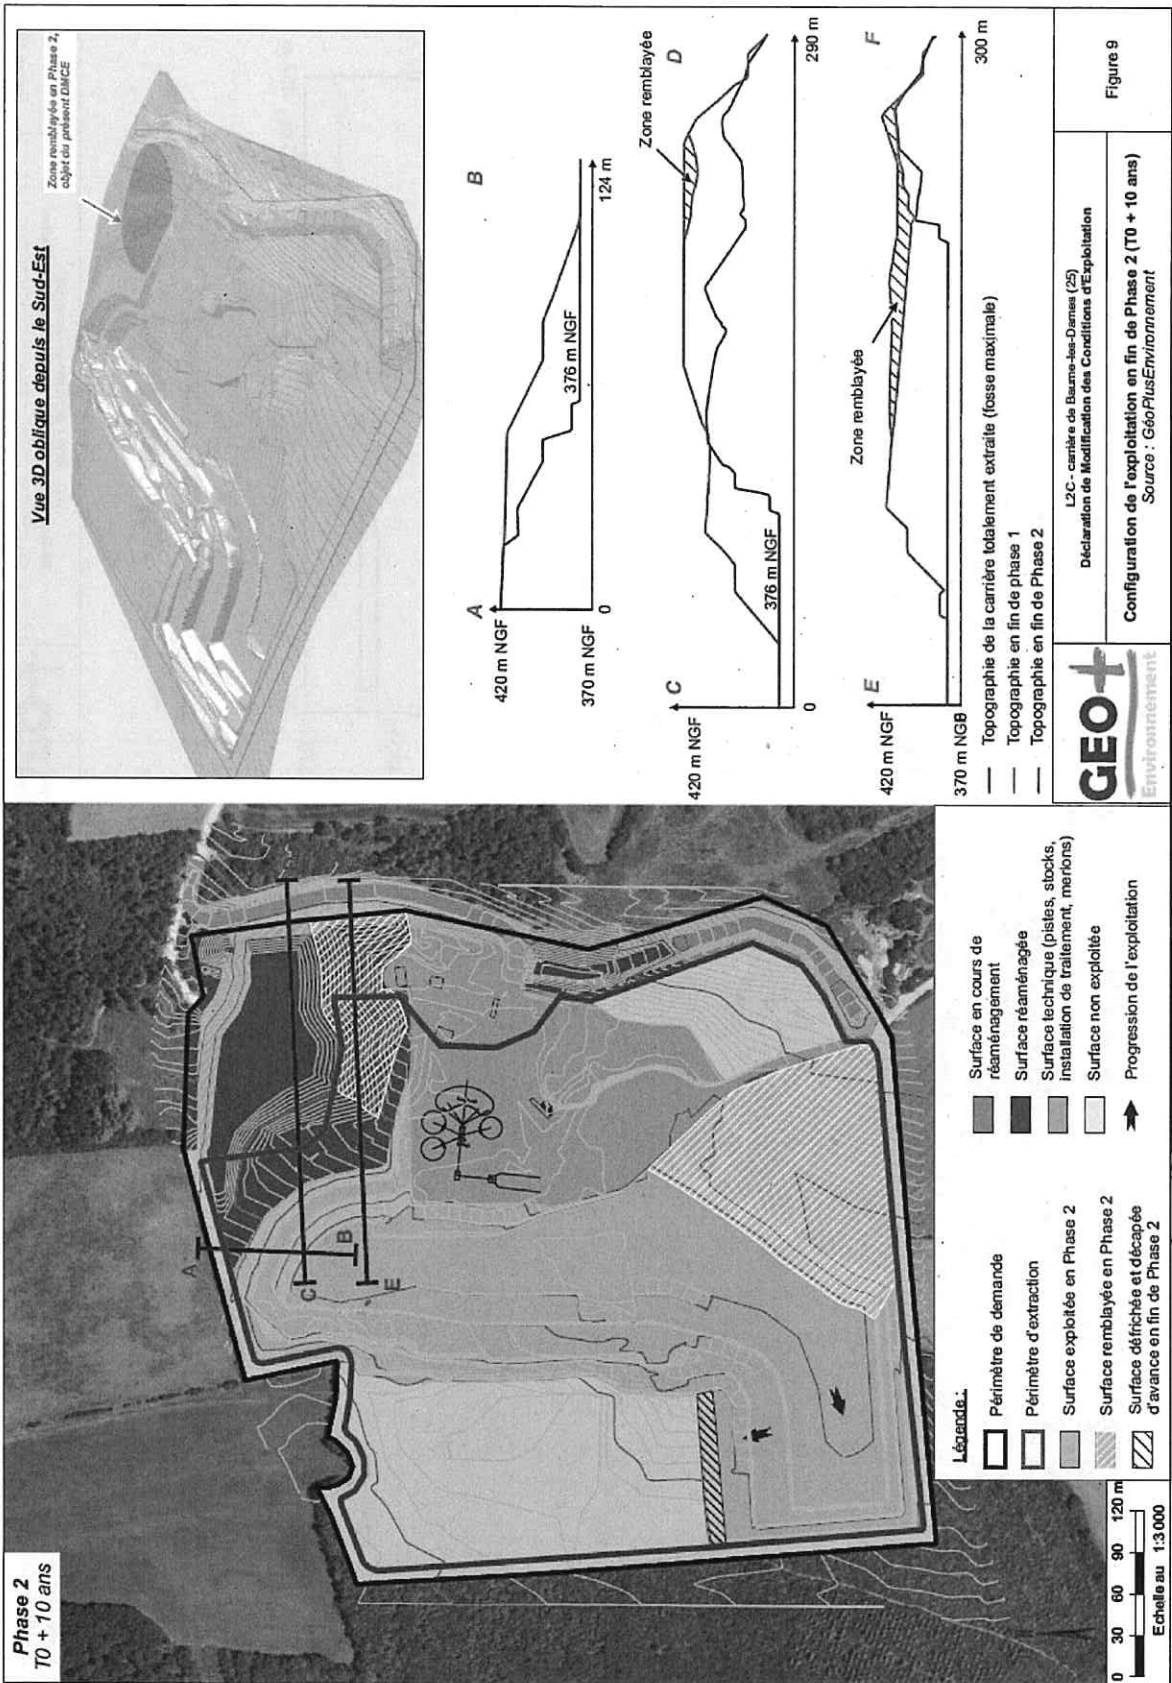 Phase 2
T0 + 10 ans
A
B
C
E
0 30 60 90 120 m
Echelle au 1:3 000
Légende :
Périmètre de demande
Périmètre d'extraction
Surface exploitée en Phase 2
Surface remblayée en Phase 2
Surface défrichée et décapée
d'avance en fin de Phase 2
Surface en cours de
réaménagement
Surface réaménagée
Surface technique (pistes, stocks,
installation de traitement, merlons)
Surface non exploitée
Progression de l'exploitation
Vue 3D oblique depuis le Sud-Est
Zone remblayée en Phase 2,
objet du présent DMCE
A
B
420 m NGF
370 m NGF
376 m NGF
0
124 m
C
D
420 m NGF
376 m NGF
Zone remblayée
0
290 m
E
F
420 m NGF
370 m NGF
Zone remblayée
300 m
Topographie de la carrière totalement extraite (fosse maximale)
Topographie en fin de phase 1
Topographie en fin de Phase 2
GEO+
Environnement
L2C - carrière de Baume-les-Dames (25)
Déclaration de Modification des Conditions d'Exploitation
Configuration de l'exploitation en fin de Phase 2 (T0 + 10 ans)
Source : GéoPlusEnvironnement
Figure 9